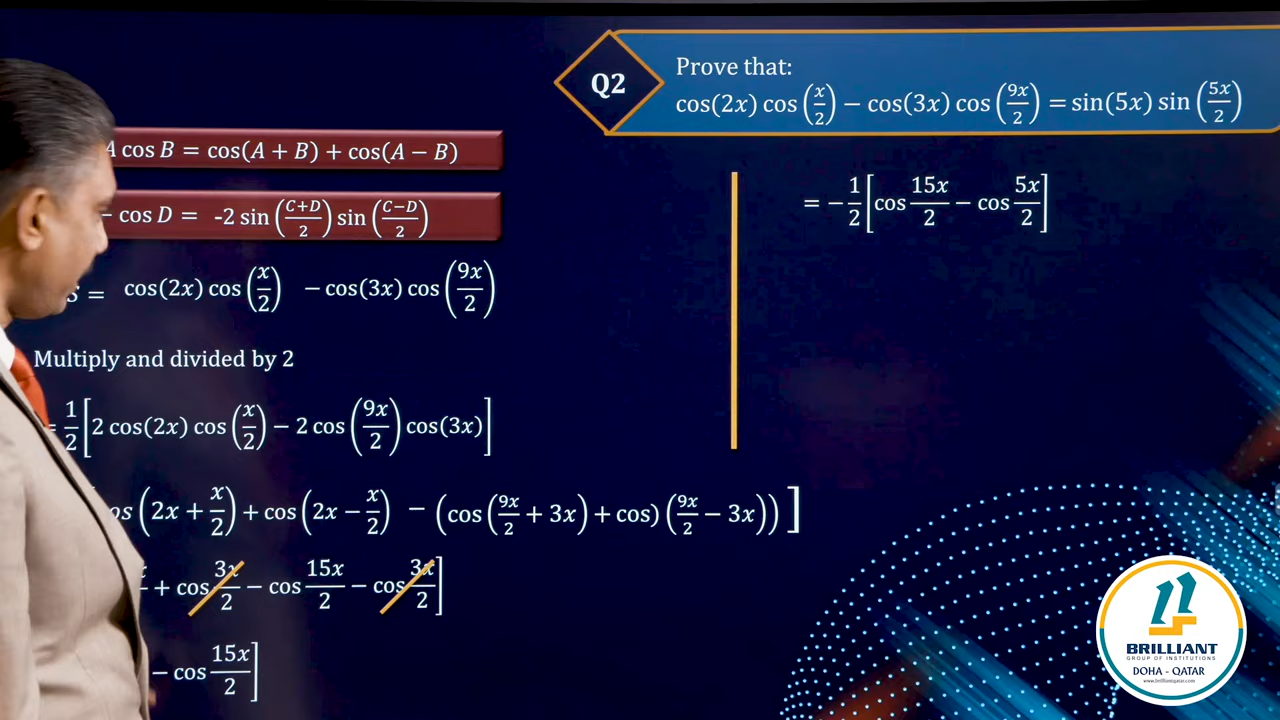 Q2
Prove that:
cos(2x) cos (x/2) − cos(3x) cos (9x/2) = sin(5x) sin (5x/2)
A cos B = cos(A + B) + cos(A − B)
− cos D = -2 sin (C+D/2) sin (C−D/2)
= cos(2x) cos (x/2) − cos(3x) cos (9x/2)
Multiply and divided by 2
= 1/2 [2 cos(2x) cos (x/2) − 2 cos (9x/2) cos(3x)]
os (2x + x/2) + cos (2x − x/2) − (cos (9x/2 + 3x) + cos) (9x/2 − 3x))]
+ cos 3x/2 − cos 15x/2 − cos 3x/2]
− cos 15x/2]
= −1/2 [cos 15x/2 − cos 5x/2]
BRILLIANT
GROUP OF INSTITUTIONS
DOHA - QATAR
www.brilliantqatar.com